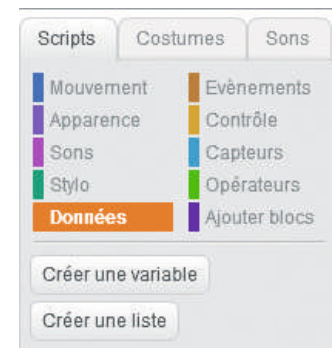 Scripts Costumes Sons
Mouvement Evènements
Apparence Contrôle
Sons Capteurs
Stylo Opérateurs
Données Ajouter blocs
Créer une variable
Créer une liste